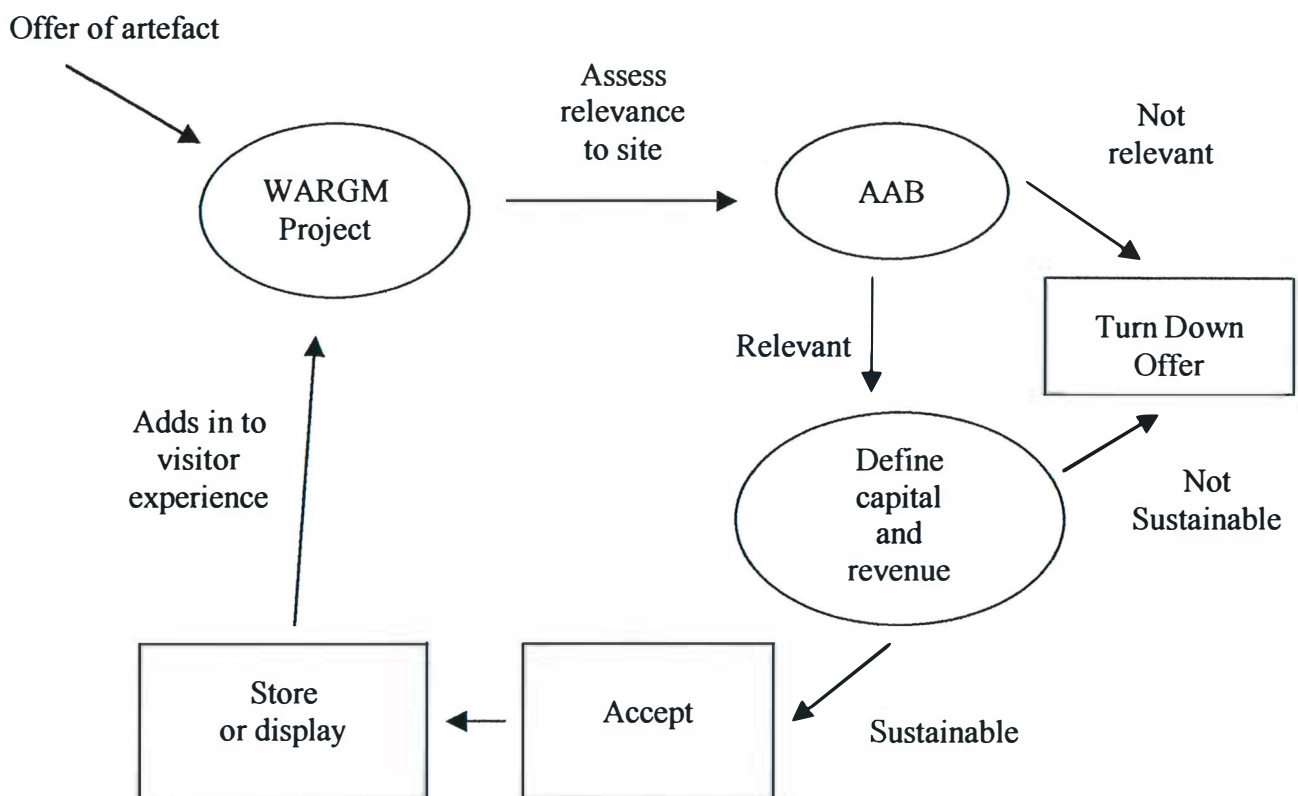 Offer of artefact
Assess
relevance
to site
Not
relevant
WARGM
Project
AAB
Turn Down
Offer
Relevant
Adds in to
visitor
experience
Define
capital
and
revenue
Not
Sustainable
Store
or display
Accept
Sustainable